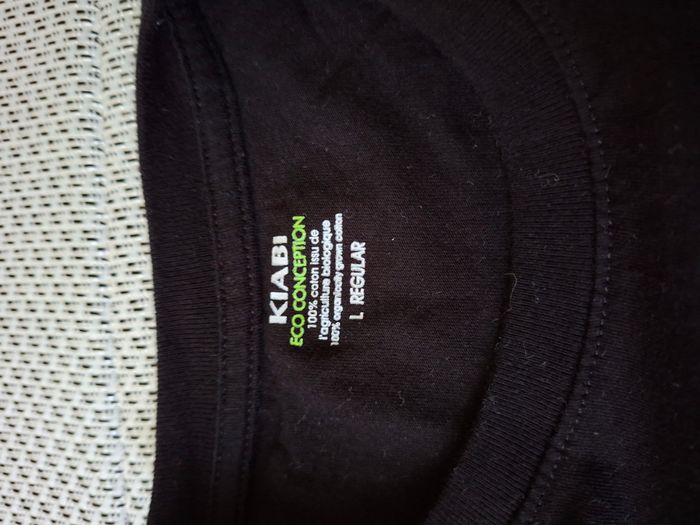 KIABI
ECO CONCEPTION
100% coton issu de
l'agriculture biologique
100% organically grown cotton
L REGULAR